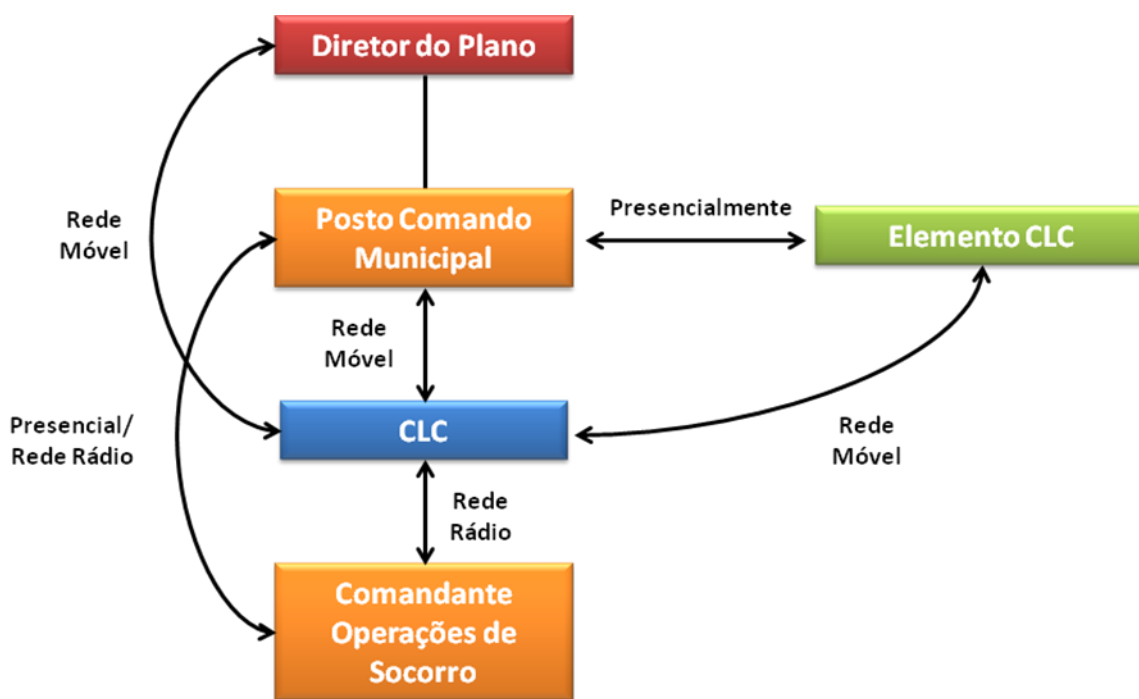 Diretor do Plano
Rede
Móvel
Posto Comando
Municipal
Presencialmente
Elemento CLC
Rede
Móvel
Presencial/
Rede Rádio
CLC
Rede
Móvel
Rede
Rádio
Comandante
Operações de
Socorro